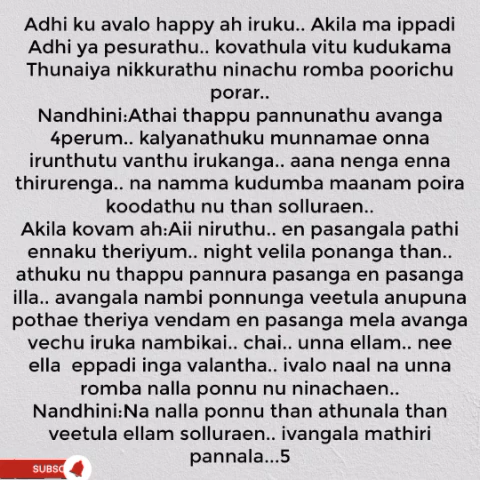 Adhi ku avalo happy ah iruku.. Akila ma ippadi
Adhi ya pesurathu.. kovathula vitu kudukama
Thunaiya nikkurathu ninachu romba poorichu
porar..
Nandhini:Athai thappu pannunathu avanga
4perum.. kalyanathuku munnamae onna
irunthutu vanthu irukanga.. aana nenga enna
thirurenga.. na namma kudumba maanam poira
koodathu nu than solluraen..
Akila kovam ah:Aii niruthu.. en pasangala pathi
ennaku theriyum.. night velila ponanga than..
athuku nu thappu pannura pasanga en pasanga
illa.. avangala nambi ponnunga veetula anupuna
pothae theriya vendam en pasanga mela avanga
vechu iruka nambikai.. chai.. unna ellam.. nee
ella eppadi inga valantha.. ivalo naal na unna
romba nalla ponnu nu ninachaen..
Nandhini:Na nalla ponnu than athunala than
veetula ellam solluraen.. ivangala mathiri
pannala...5
SUBSC